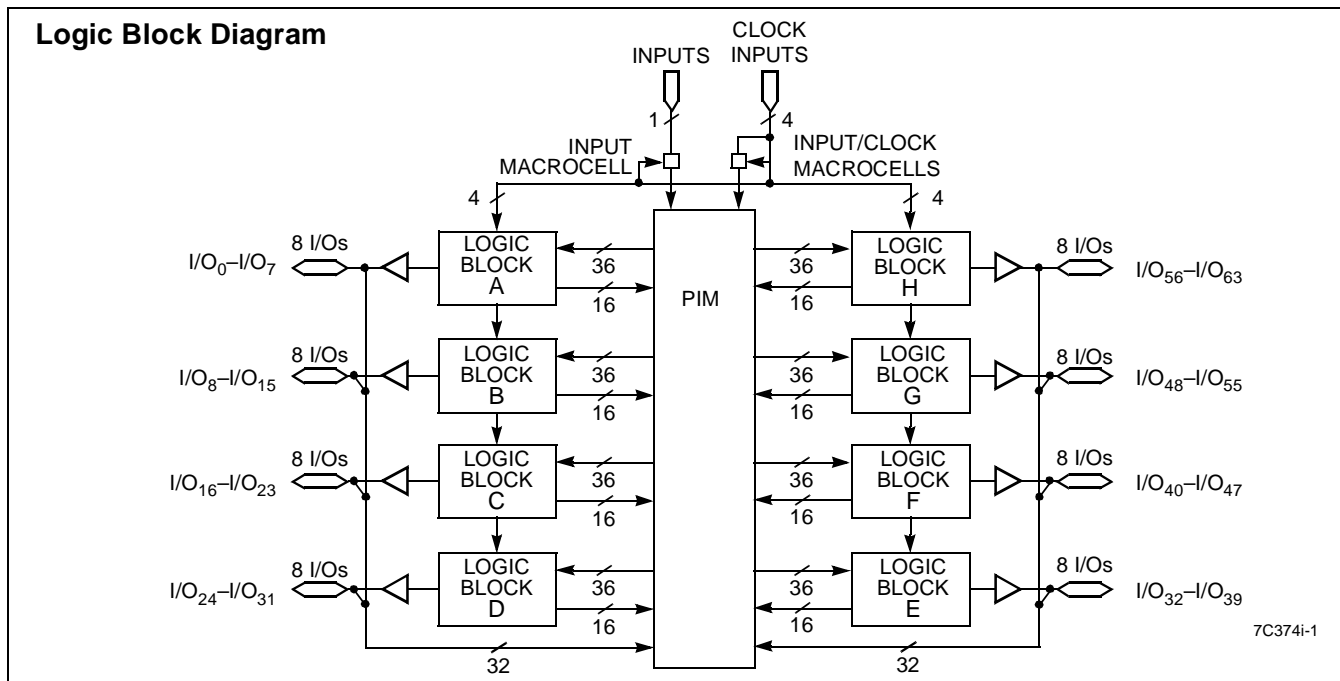 Logic Block Diagram
INPUTS
CLOCK
INPUTS
1
4
INPUT
MACROCELL
INPUT/CLOCK
MACROCELLS
4
4
I/O0–I/O7
8 I/Os
LOGIC
BLOCK
A
36
16
PIM
36
16
LOGIC
BLOCK
H
8 I/Os
I/O56–I/O63
I/O8–I/O15
8 I/Os
LOGIC
BLOCK
B
36
16
36
16
LOGIC
BLOCK
G
8 I/Os
I/O48–I/O55
I/O16–I/O23
8 I/Os
LOGIC
BLOCK
C
36
16
36
16
LOGIC
BLOCK
F
8 I/Os
I/O40–I/O47
I/O24–I/O31
8 I/Os
LOGIC
BLOCK
D
36
16
36
16
LOGIC
BLOCK
E
8 I/Os
I/O32–I/O39
32
32
7C374i-1